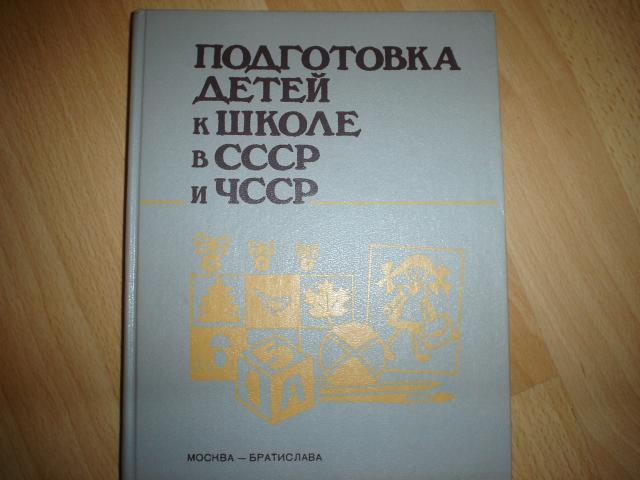 ПОДГОТОВКА
ДЕТЕЙ
К ШКОЛЕ
В СССР
И ЧССР
МОСКВА – БРАТИСЛАВА